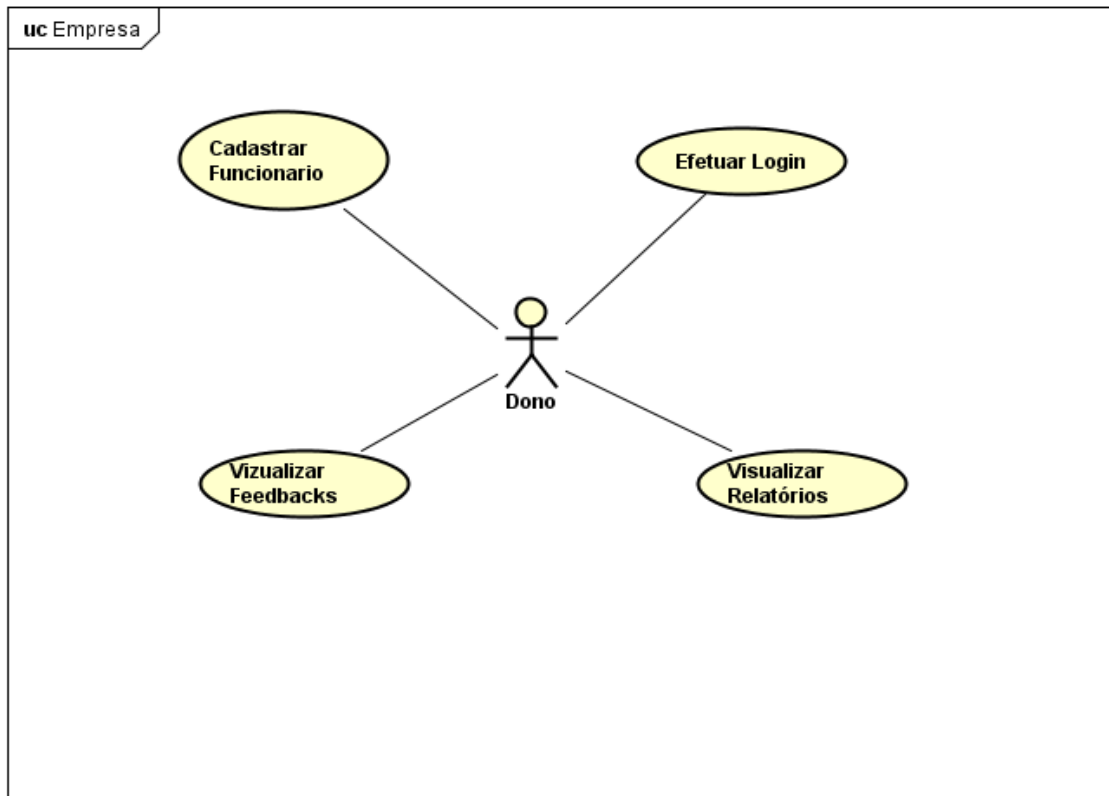 uc Empresa
Cadastrar
Funcionario
Efetuar Login
Dono
Vizualizar
Feedbacks
Visualizar
Relatórios